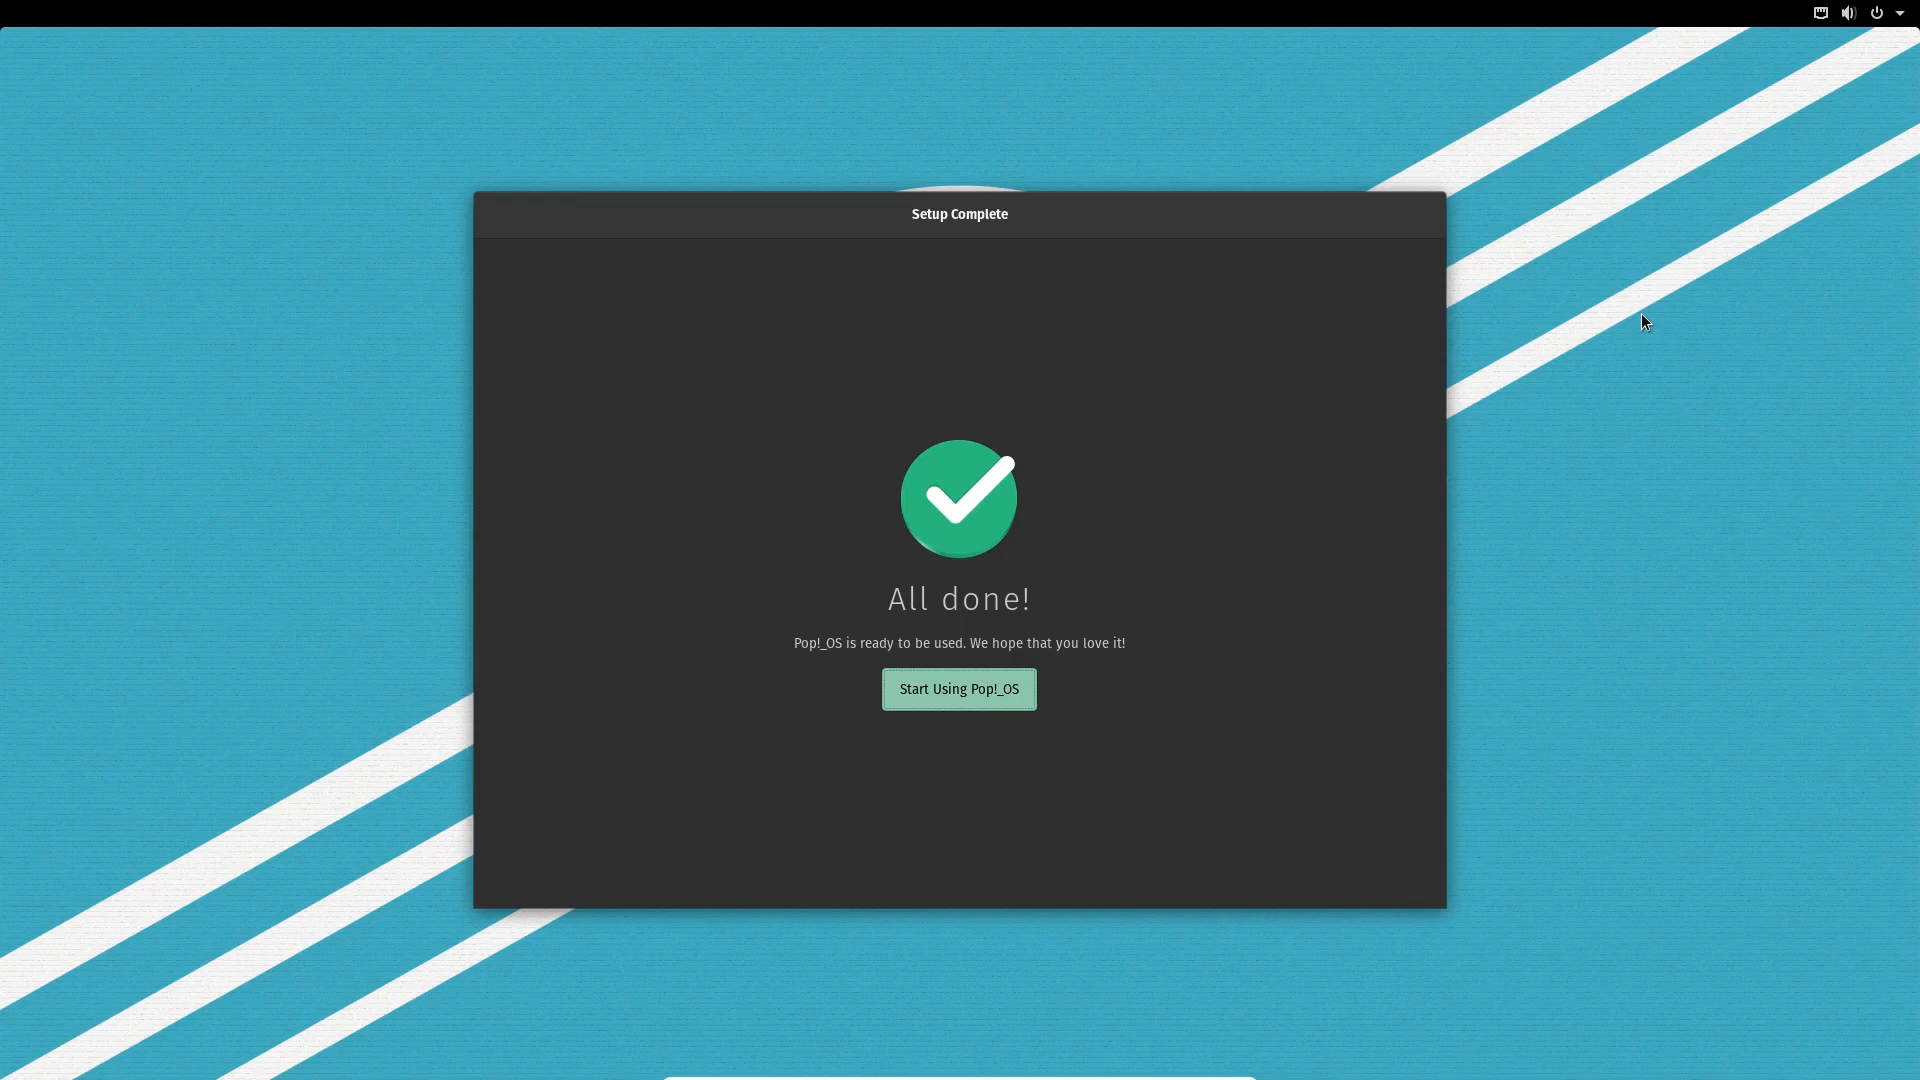 Setup Complete
All done!
Pop!_OS is ready to be used. We hope that you love it!
Start Using Pop!_OS